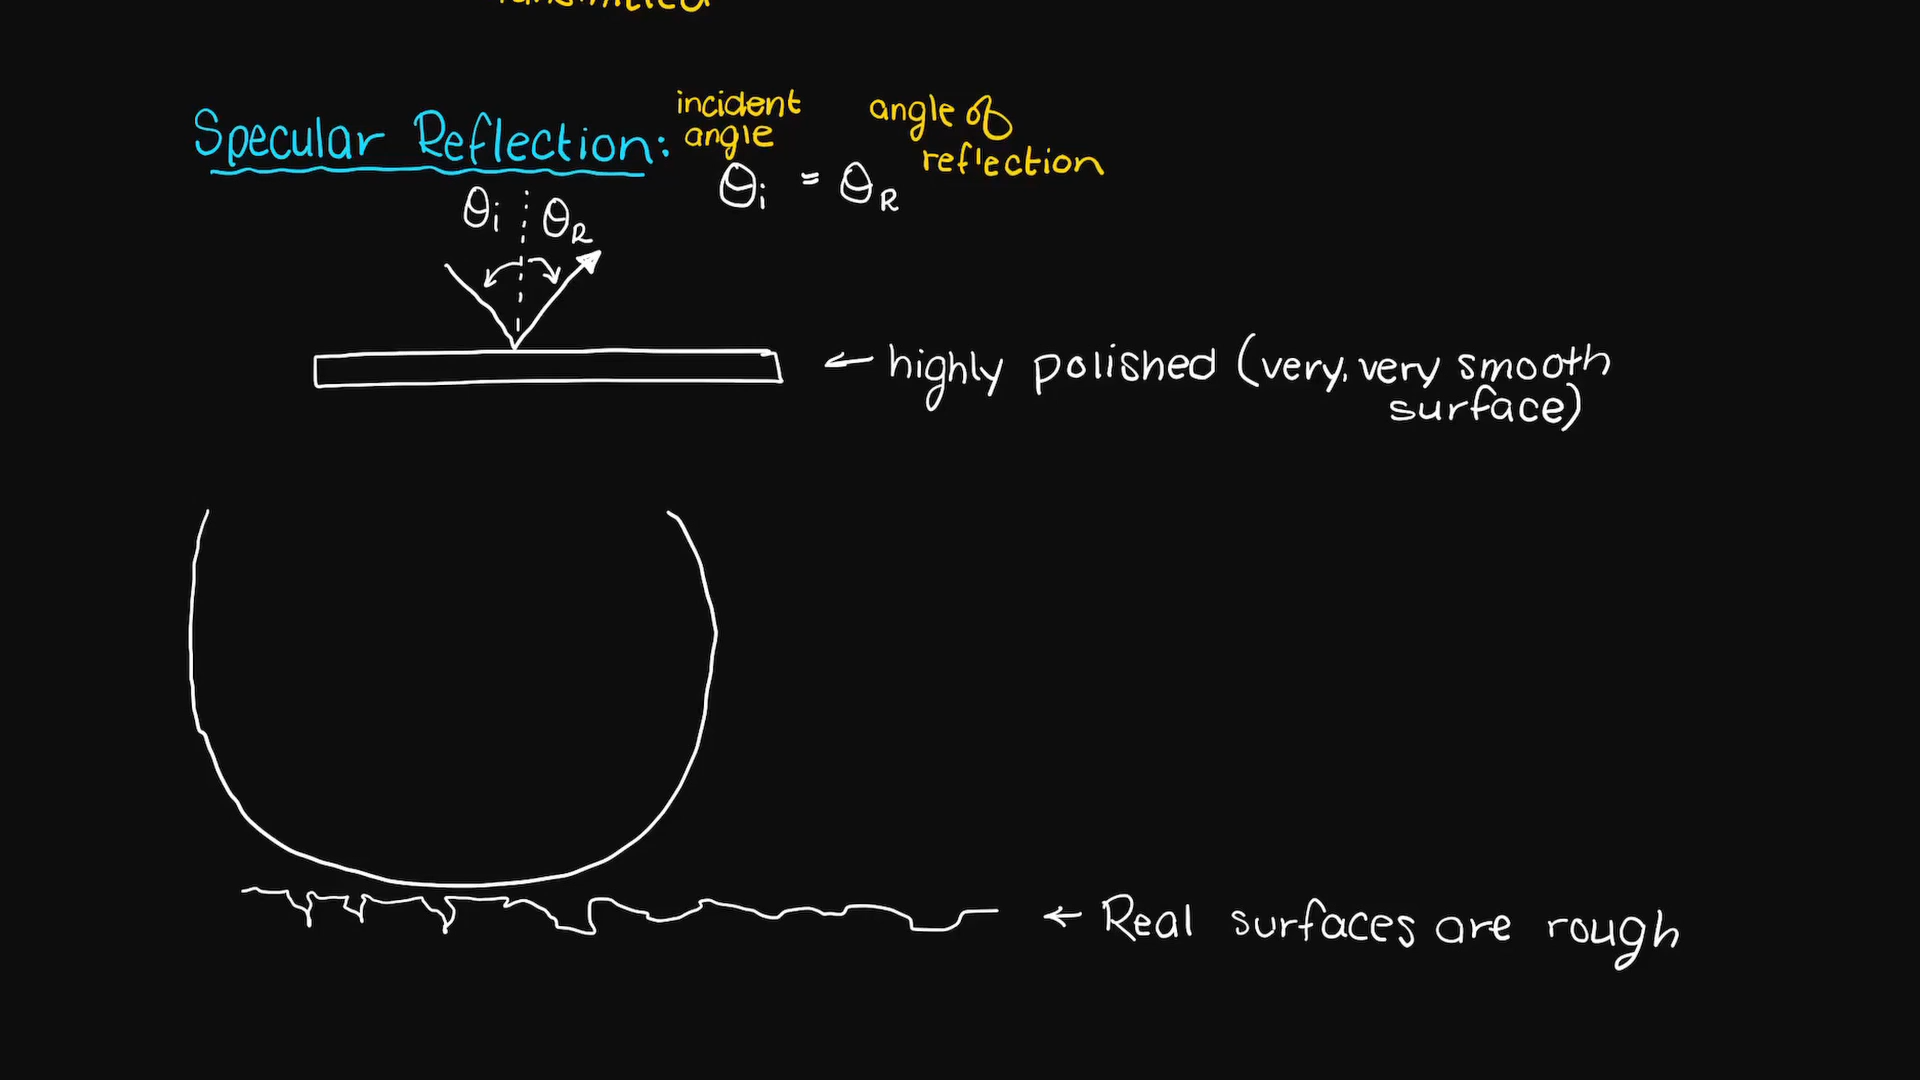 Specular Reflection:
incident
angle
angle of
reflection
θi = θR
θi θR
← highly polished (very, very smooth
surface)
← Real surfaces are rough